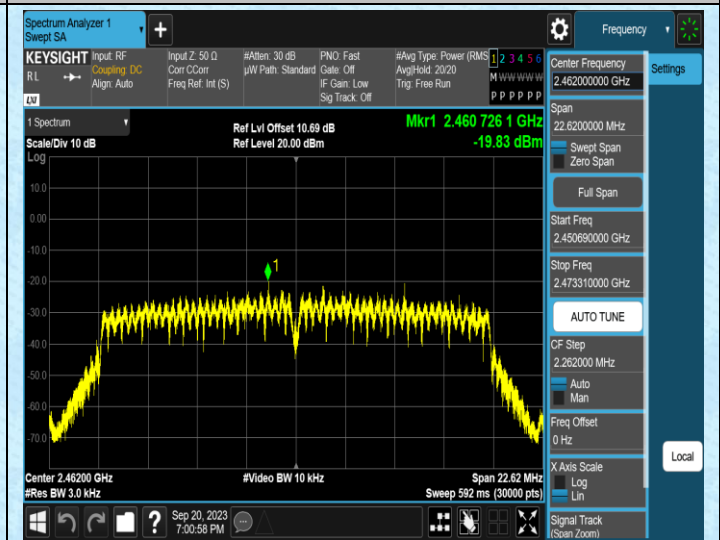 Spectrum Analyzer 1
Swept SA
+
Frequency
KEYSIGHT
Input: RF
Input Z: 50 Ω
#Atten: 30 dB
PNO: Fast
#Avg Type: Power (RMS
1 2 3 4 5 6
RL
Coupling: DC
Corr CCorr
µW Path: Standard
Gate: Off
Avg|Hold: 20/20
M W W W W W
Align: Auto
Freq Ref: Int (S)
IF Gain: Low
Trig: Free Run
Sig Track: Off
P P P P P P
LXI
1 Spectrum
Ref Lvl Offset 10.69 dB
Mkr1 2.460 726 1 GHz
Scale/Div 10 dB
Ref Level 20.00 dBm
-19.83 dBm
Log
10.0
0.00
-10.0
-20.0
-30.0
-40.0
-50.0
-60.0
-70.0
1
Center 2.46200 GHz
#Video BW 10 kHz
Span 22.62 MHz
#Res BW 3.0 kHz
Sweep 592 ms (30000 pts)
?
Sep 20, 2023
7:00:58 PM
Center Frequency
2.462000000 GHz
Settings
Span
22.6200000 MHz
Swept Span
Zero Span
Full Span
Start Freq
2.450690000 GHz
Stop Freq
2.473310000 GHz
AUTO TUNE
CF Step
2.262000 MHz
Auto
Man
Freq Offset
0 Hz
X Axis Scale
Log
Lin
Local
Signal Track
(Span Zoom)